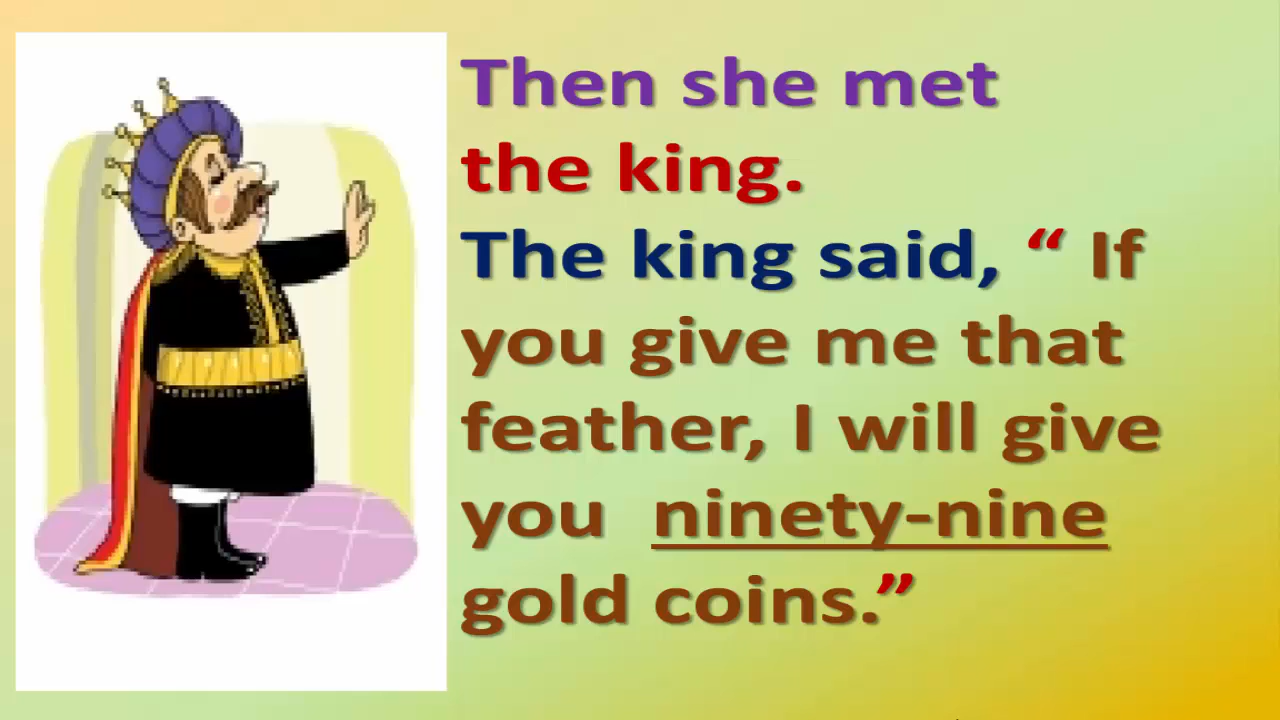 Then she met
the king.
The king said, “ If
you give me that
feather, I will give
you ninety-nine
gold coins.”